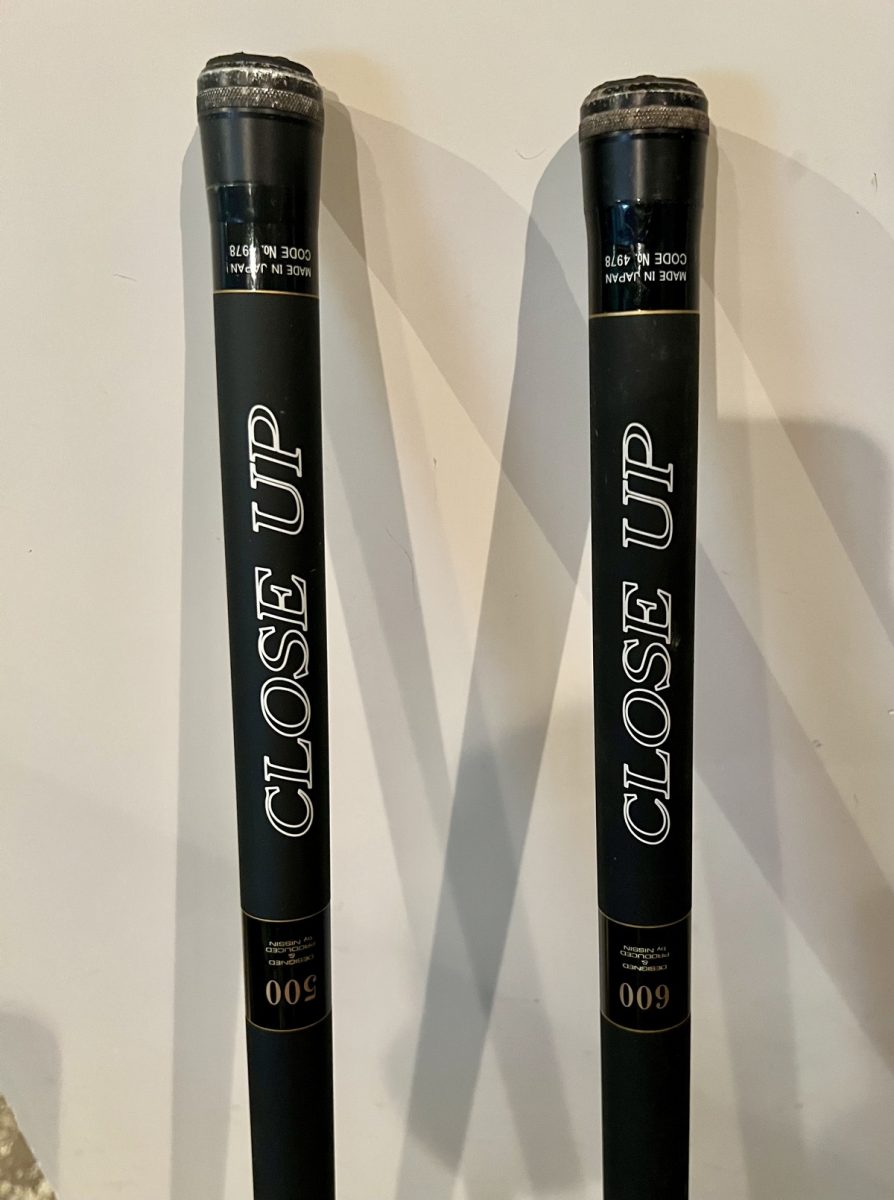 CODE No. 4978
MADE IN JAPAN
CLOSE UP
500
DESIGNED
&
PRODUCED
by NISSIN
CODE No. 4978
MADE IN JAPAN
CLOSE UP
600
DESIGNED
&
PRODUCED
by NISSIN